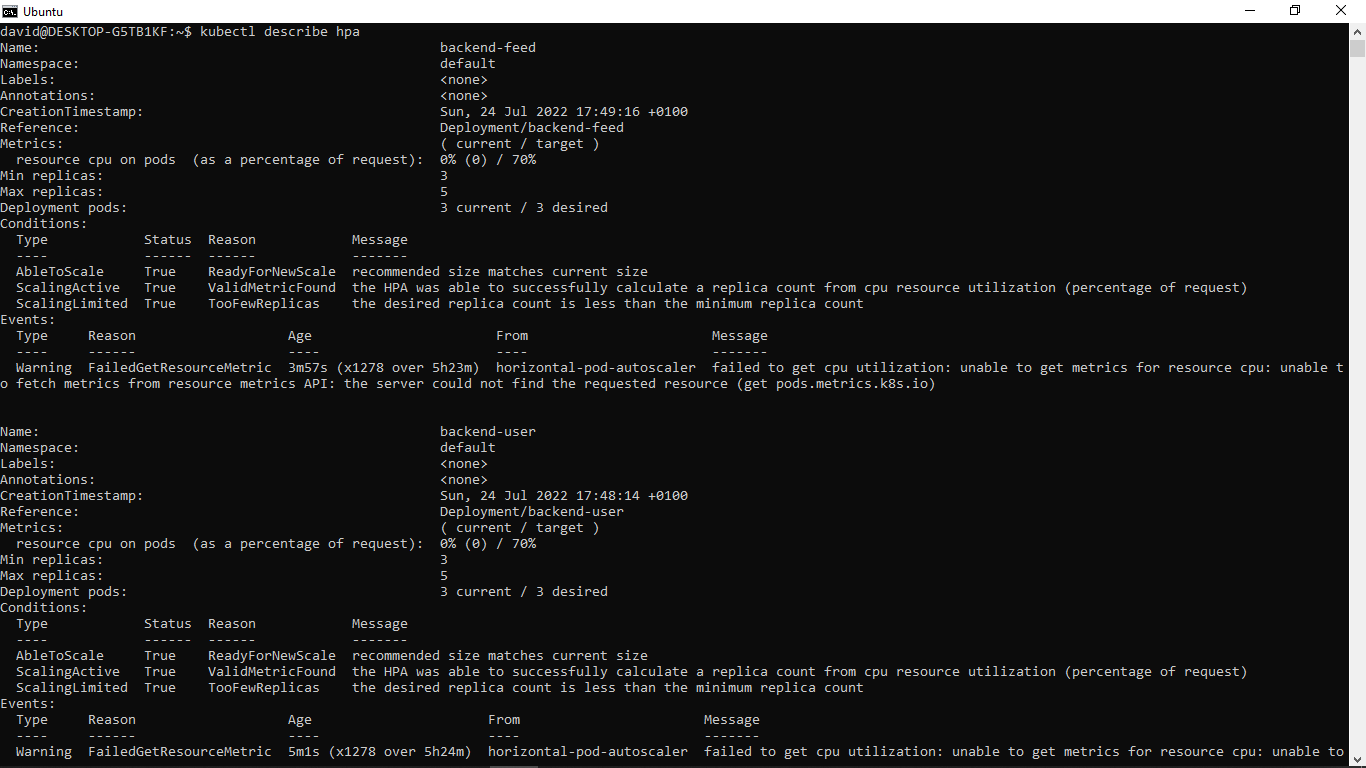 Ubuntu
david@DESKTOP-G5TB1KF:~$ kubectl describe hpa
Name:                                                  backend-feed
Namespace:                                             default
Labels:                                                <none>
Annotations:                                           <none>
CreationTimestamp:                                     Sun, 24 Jul 2022 17:49:16 +0100
Reference:                                             Deployment/backend-feed
Metrics:                                               ( current / target )
  resource cpu on pods  (as a percentage of request):  0% (0) / 70%
Min replicas:                                          3
Max replicas:                                          5
Deployment pods:                                       3 current / 3 desired
Conditions:
  Type            Status  Reason            Message
  ----            ------  ------            -------
  AbleToScale     True    ReadyForNewScale  recommended size matches current size
  ScalingActive   True    ValidMetricFound  the HPA was able to successfully calculate a replica count from cpu resource utilization (percentage of request)
  ScalingLimited  True    TooFewReplicas    the desired replica count is less than the minimum replica count
Events:
  Type     Reason                   Age                       From                       Message
  ----     ------                   ----                      ----                       -------
  Warning  FailedGetResourceMetric  3m57s (x1278 over 5h23m)  horizontal-pod-autoscaler  failed to get cpu utilization: unable to get metrics for resource cpu: unable t
o fetch metrics from resource metrics API: the server could not find the requested resource (get pods.metrics.k8s.io)
Name:                                                  backend-user
Namespace:                                             default
Labels:                                                <none>
Annotations:                                           <none>
CreationTimestamp:                                     Sun, 24 Jul 2022 17:48:14 +0100
Reference:                                             Deployment/backend-user
Metrics:                                               ( current / target )
  resource cpu on pods  (as a percentage of request):  0% (0) / 70%
Min replicas:                                          3
Max replicas:                                          5
Deployment pods:                                       3 current / 3 desired
Conditions:
  Type            Status  Reason            Message
  ----            ------  ------            -------
  AbleToScale     True    ReadyForNewScale  recommended size matches current size
  ScalingActive   True    ValidMetricFound  the HPA was able to successfully calculate a replica count from cpu resource utilization (percentage of request)
  ScalingLimited  True    TooFewReplicas    the desired replica count is less than the minimum replica count
Events:
  Type     Reason                   Age                      From                       Message
  ----     ------                   ----                     ----                       -------
  Warning  FailedGetResourceMetric  5m1s (x1278 over 5h24m)  horizontal-pod-autoscaler  failed to get cpu utilization: unable to get metrics for resource cpu: unable to